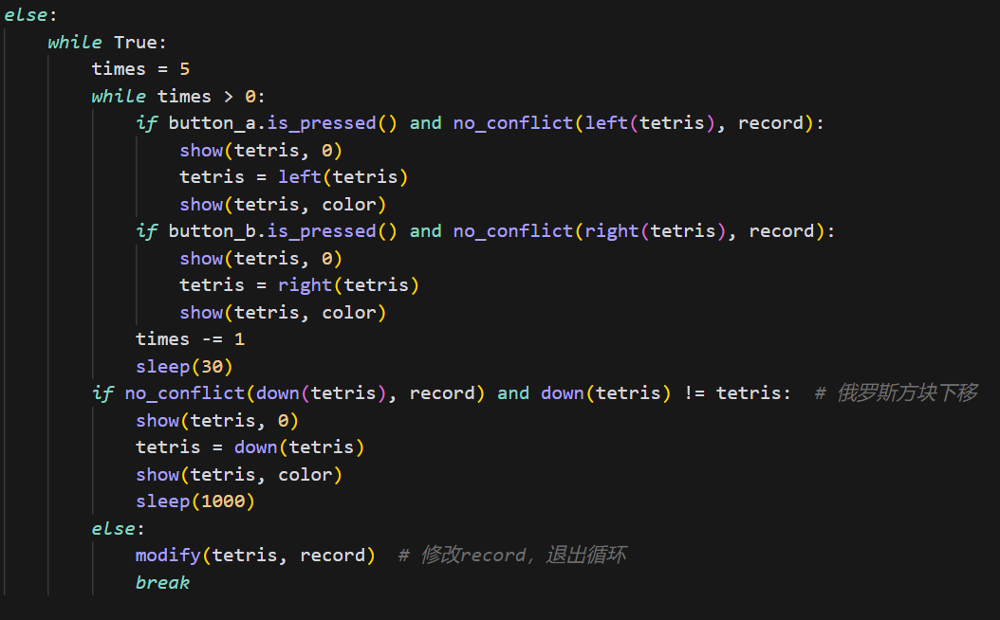 else:
    while True:
        times = 5
        while times > 0:
            if button_a.is_pressed() and no_conflict(left(tetris), record):
                show(tetris, 0)
                tetris = left(tetris)
                show(tetris, color)
            if button_b.is_pressed() and no_conflict(right(tetris), record):
                show(tetris, 0)
                tetris = right(tetris)
                show(tetris, color)
            times -= 1
            sleep(30)
        if no_conflict(down(tetris), record) and down(tetris) != tetris:  # 俄罗斯方块下移
            show(tetris, 0)
            tetris = down(tetris)
            show(tetris, color)
            sleep(1000)
        else:
            modify(tetris, record)  # 修改record，退出循环
            break